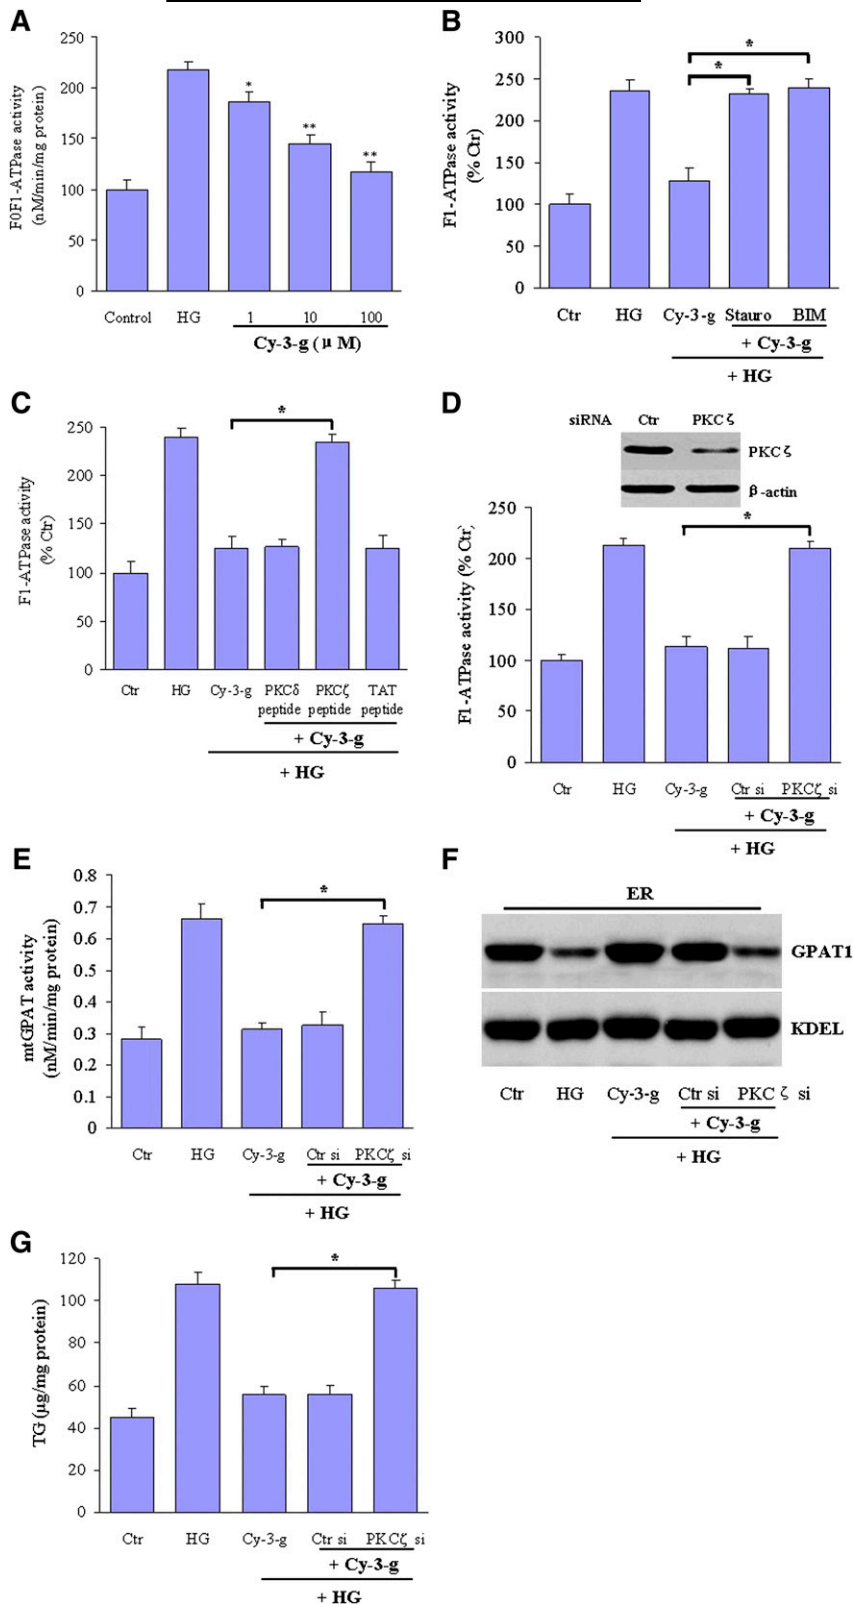 A
F0F1-ATPase activity
(nM/min/mg protein)
250
200
150
100
50
0
*
**
**
Control HG 1 10 100
Cy-3-g ( μ M)
B
F1-ATPase activity
(% Ctr)
300
250
200
150
100
50
0
*
*
Ctr HG Cy-3-g Stauro BIM
+ Cy-3-g
+ HG
C
F1-ATPase activity
(% Ctr)
250
200
150
100
50
0
*
Ctr HG Cy-3-g PKCδ PKCζ TAT
peptide peptide peptide
+ Cy-3-g
+ HG
D
siRNA Ctr PKC ζ
PKC ζ
β-actin
F1-ATPase activity (% Ctr)
250
200
150
100
50
0
*
Ctr HG Cy-3-g Ctr si PKCζ si
+ Cy-3-g
+ HG
E
mtGPAT activity
(nM/min/mg protein)
0.8
0.7
0.6
0.5
0.4
0.3
0.2
0.1
0
*
Ctr HG Cy-3-g Ctr si PKCζ si
+ Cy-3-g
+ HG
F
ER
GPAT1
KDEL
Ctr HG Cy-3-g Ctr si PKC ζ si
+ Cy-3-g
+ HG
G
TG (μg/mg protein)
120
100
80
60
40
20
0
*
Ctr HG Cy-3-g Ctr si PKCζ si
+ Cy-3-g
+ HG